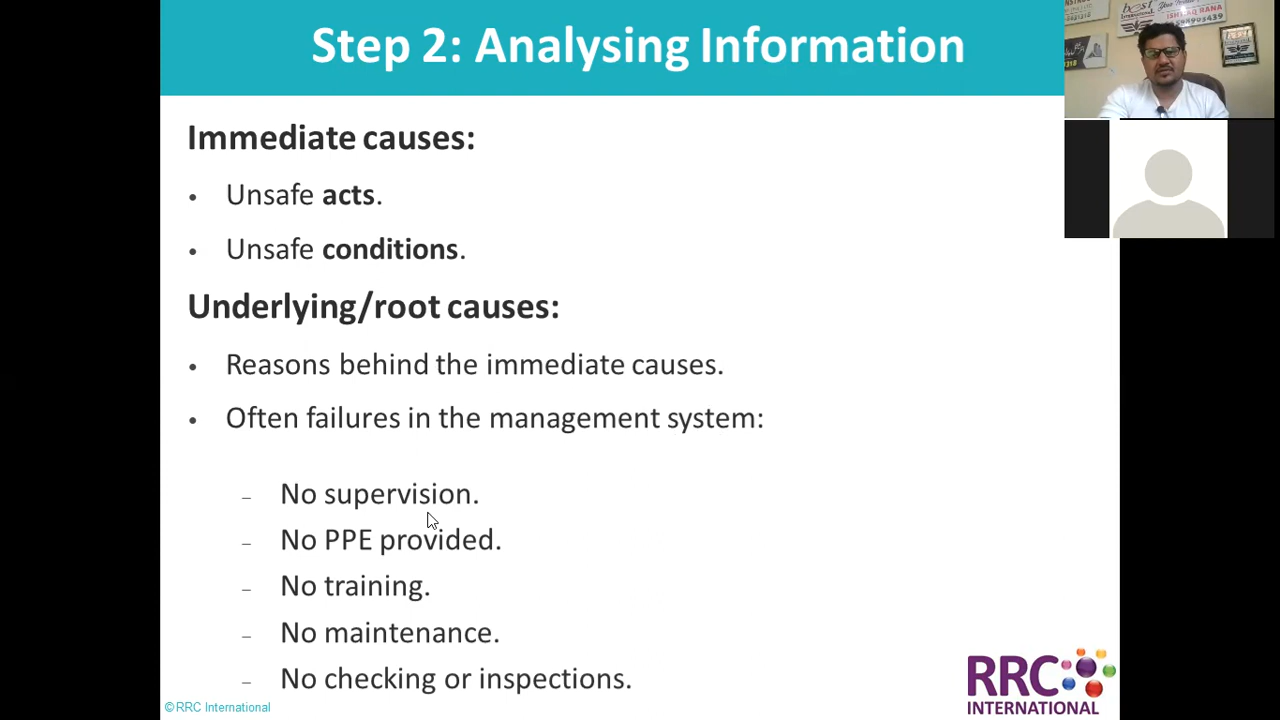 Step 2: Analysing Information
Immediate causes:
• Unsafe acts.
• Unsafe conditions.
Underlying/root causes:
• Reasons behind the immediate causes.
• Often failures in the management system:
– No supervision.
– No PPE provided.
– No training.
– No maintenance.
– No checking or inspections.
©RRC International
RRC
INTERNATIONAL
best
INTERNATIONAL